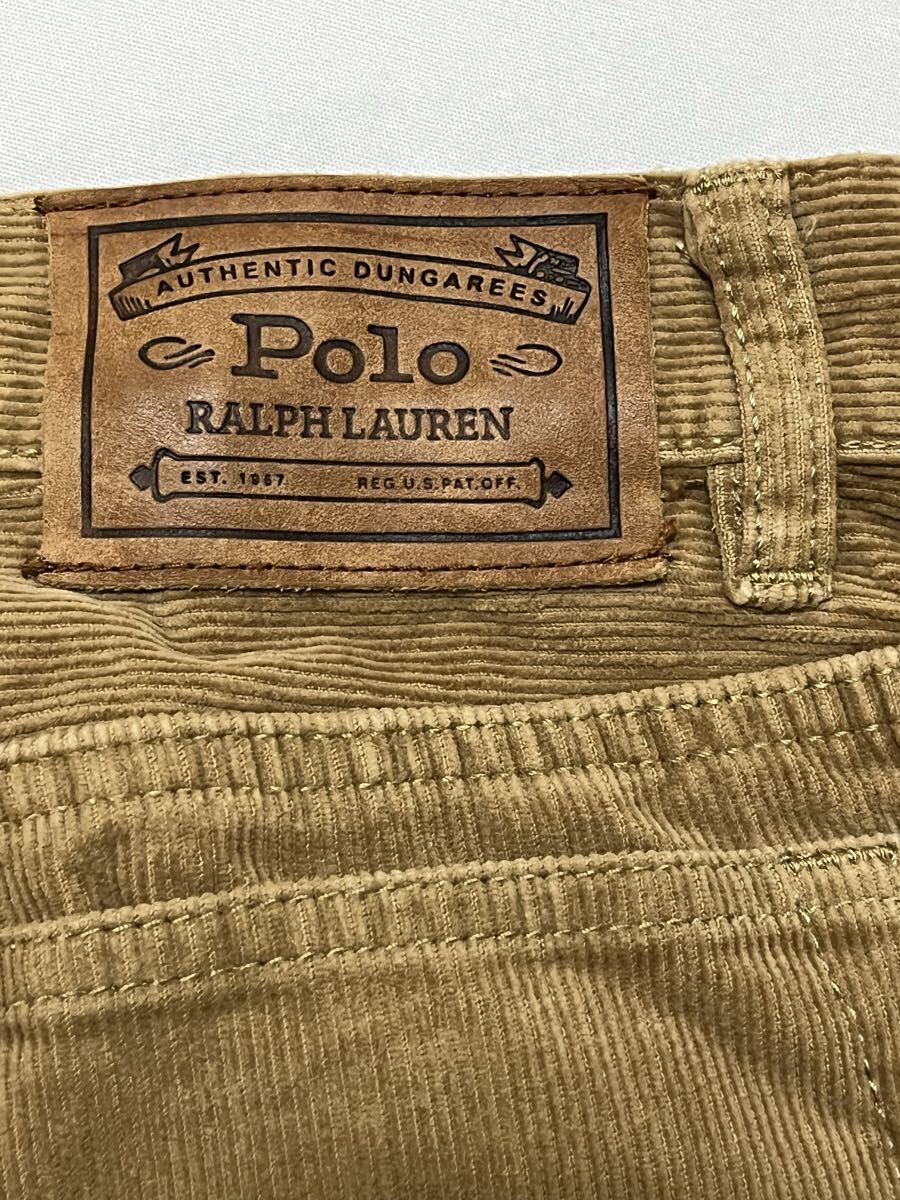 AUTHENTIC DUNGAREES
Polo
RALPH LAUREN
EST. 1967 REG.U.S.PAT.OFF.